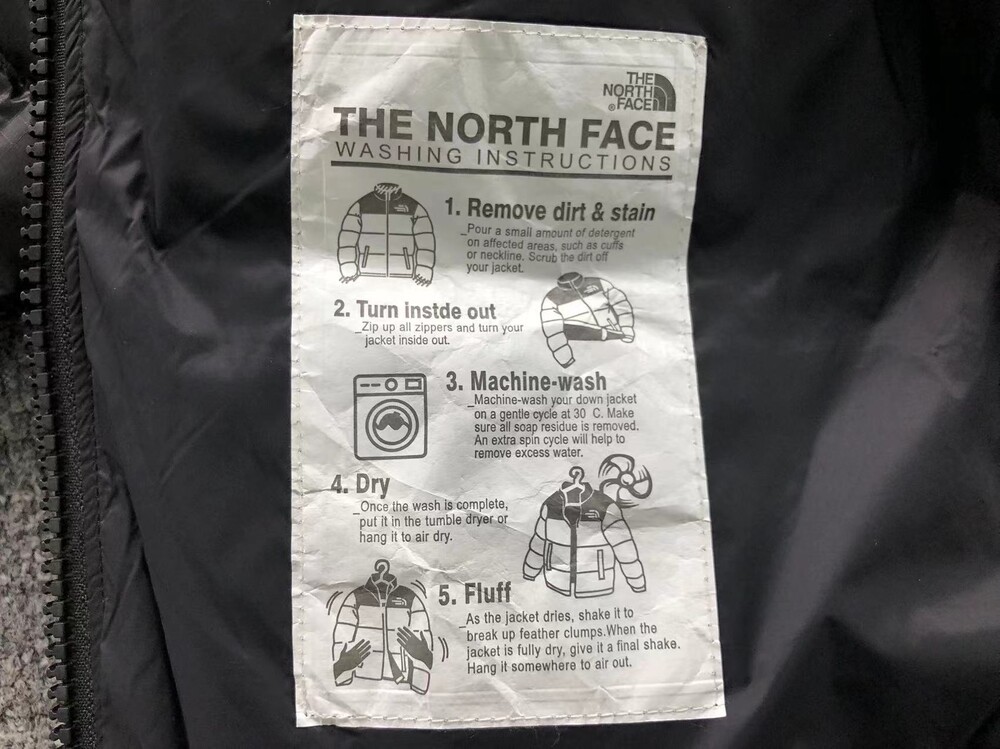 THE
NORTH
®FACE
THE NORTH FACE
WASHING INSTRUCTIONS
1. Remove dirt & stain
_Pour a small amount of detergent
on affected areas, such as cuffs
or neckline. Scrub the dirt off
your jacket.
2. Turn instde out
_Zip up all zippers and turn your
jacket inside out.
3. Machine-wash
_Machine-wash your down jacket
on a gentle cycle at 30 C. Make
sure all soap residue is removed.
An extra spin cycle will help to
remove excess water.
4. Dry
_Once the wash is complete,
put it in the tumble dryer or
hang it to air dry.
5. Fluff
_As the jacket dries, shake it to
break up feather clumps.When the
jacket is fully dry, give it a final shake.
Hang it somewhere to air out.